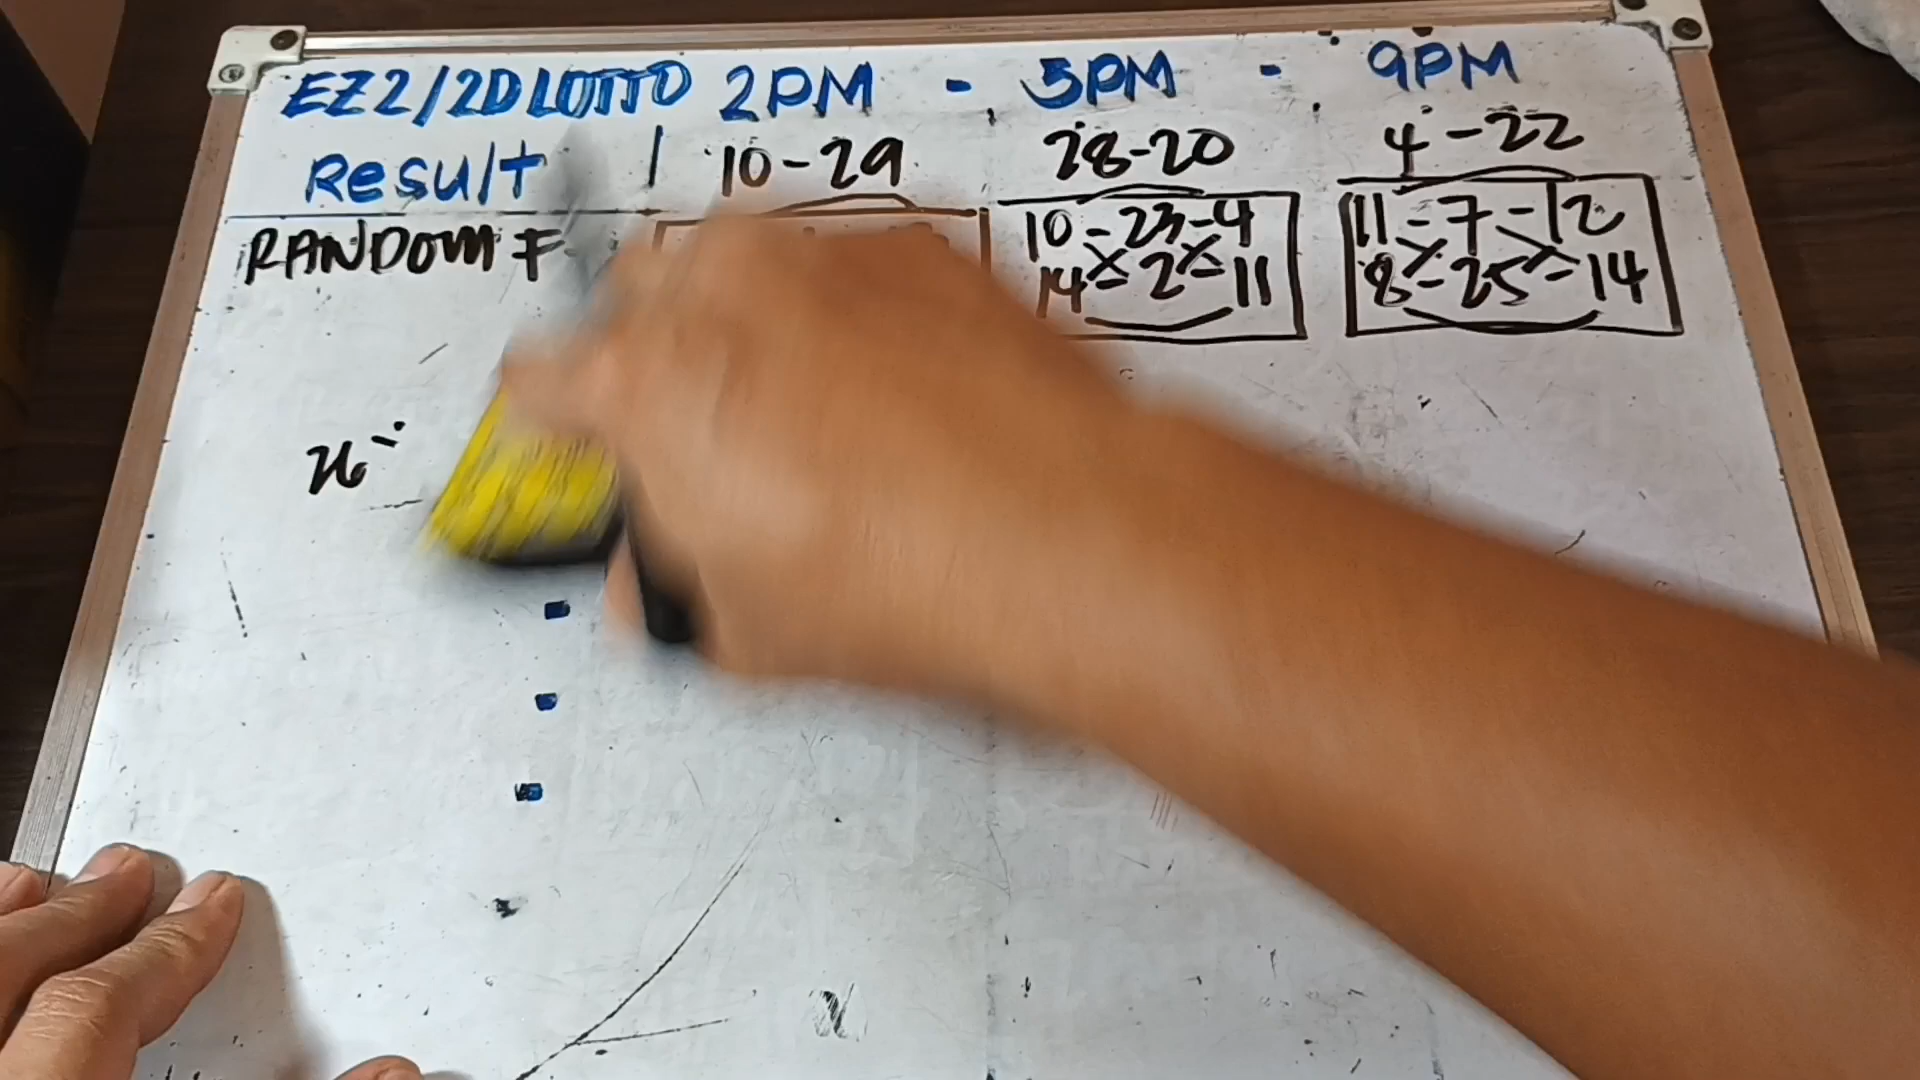 EZ2/2D LOTTO 2PM - 5PM - 9PM
Result | 10-29 28-20 4-22
RANDOM F
10-23-4 11-7-12
14-2-11 8-25-14